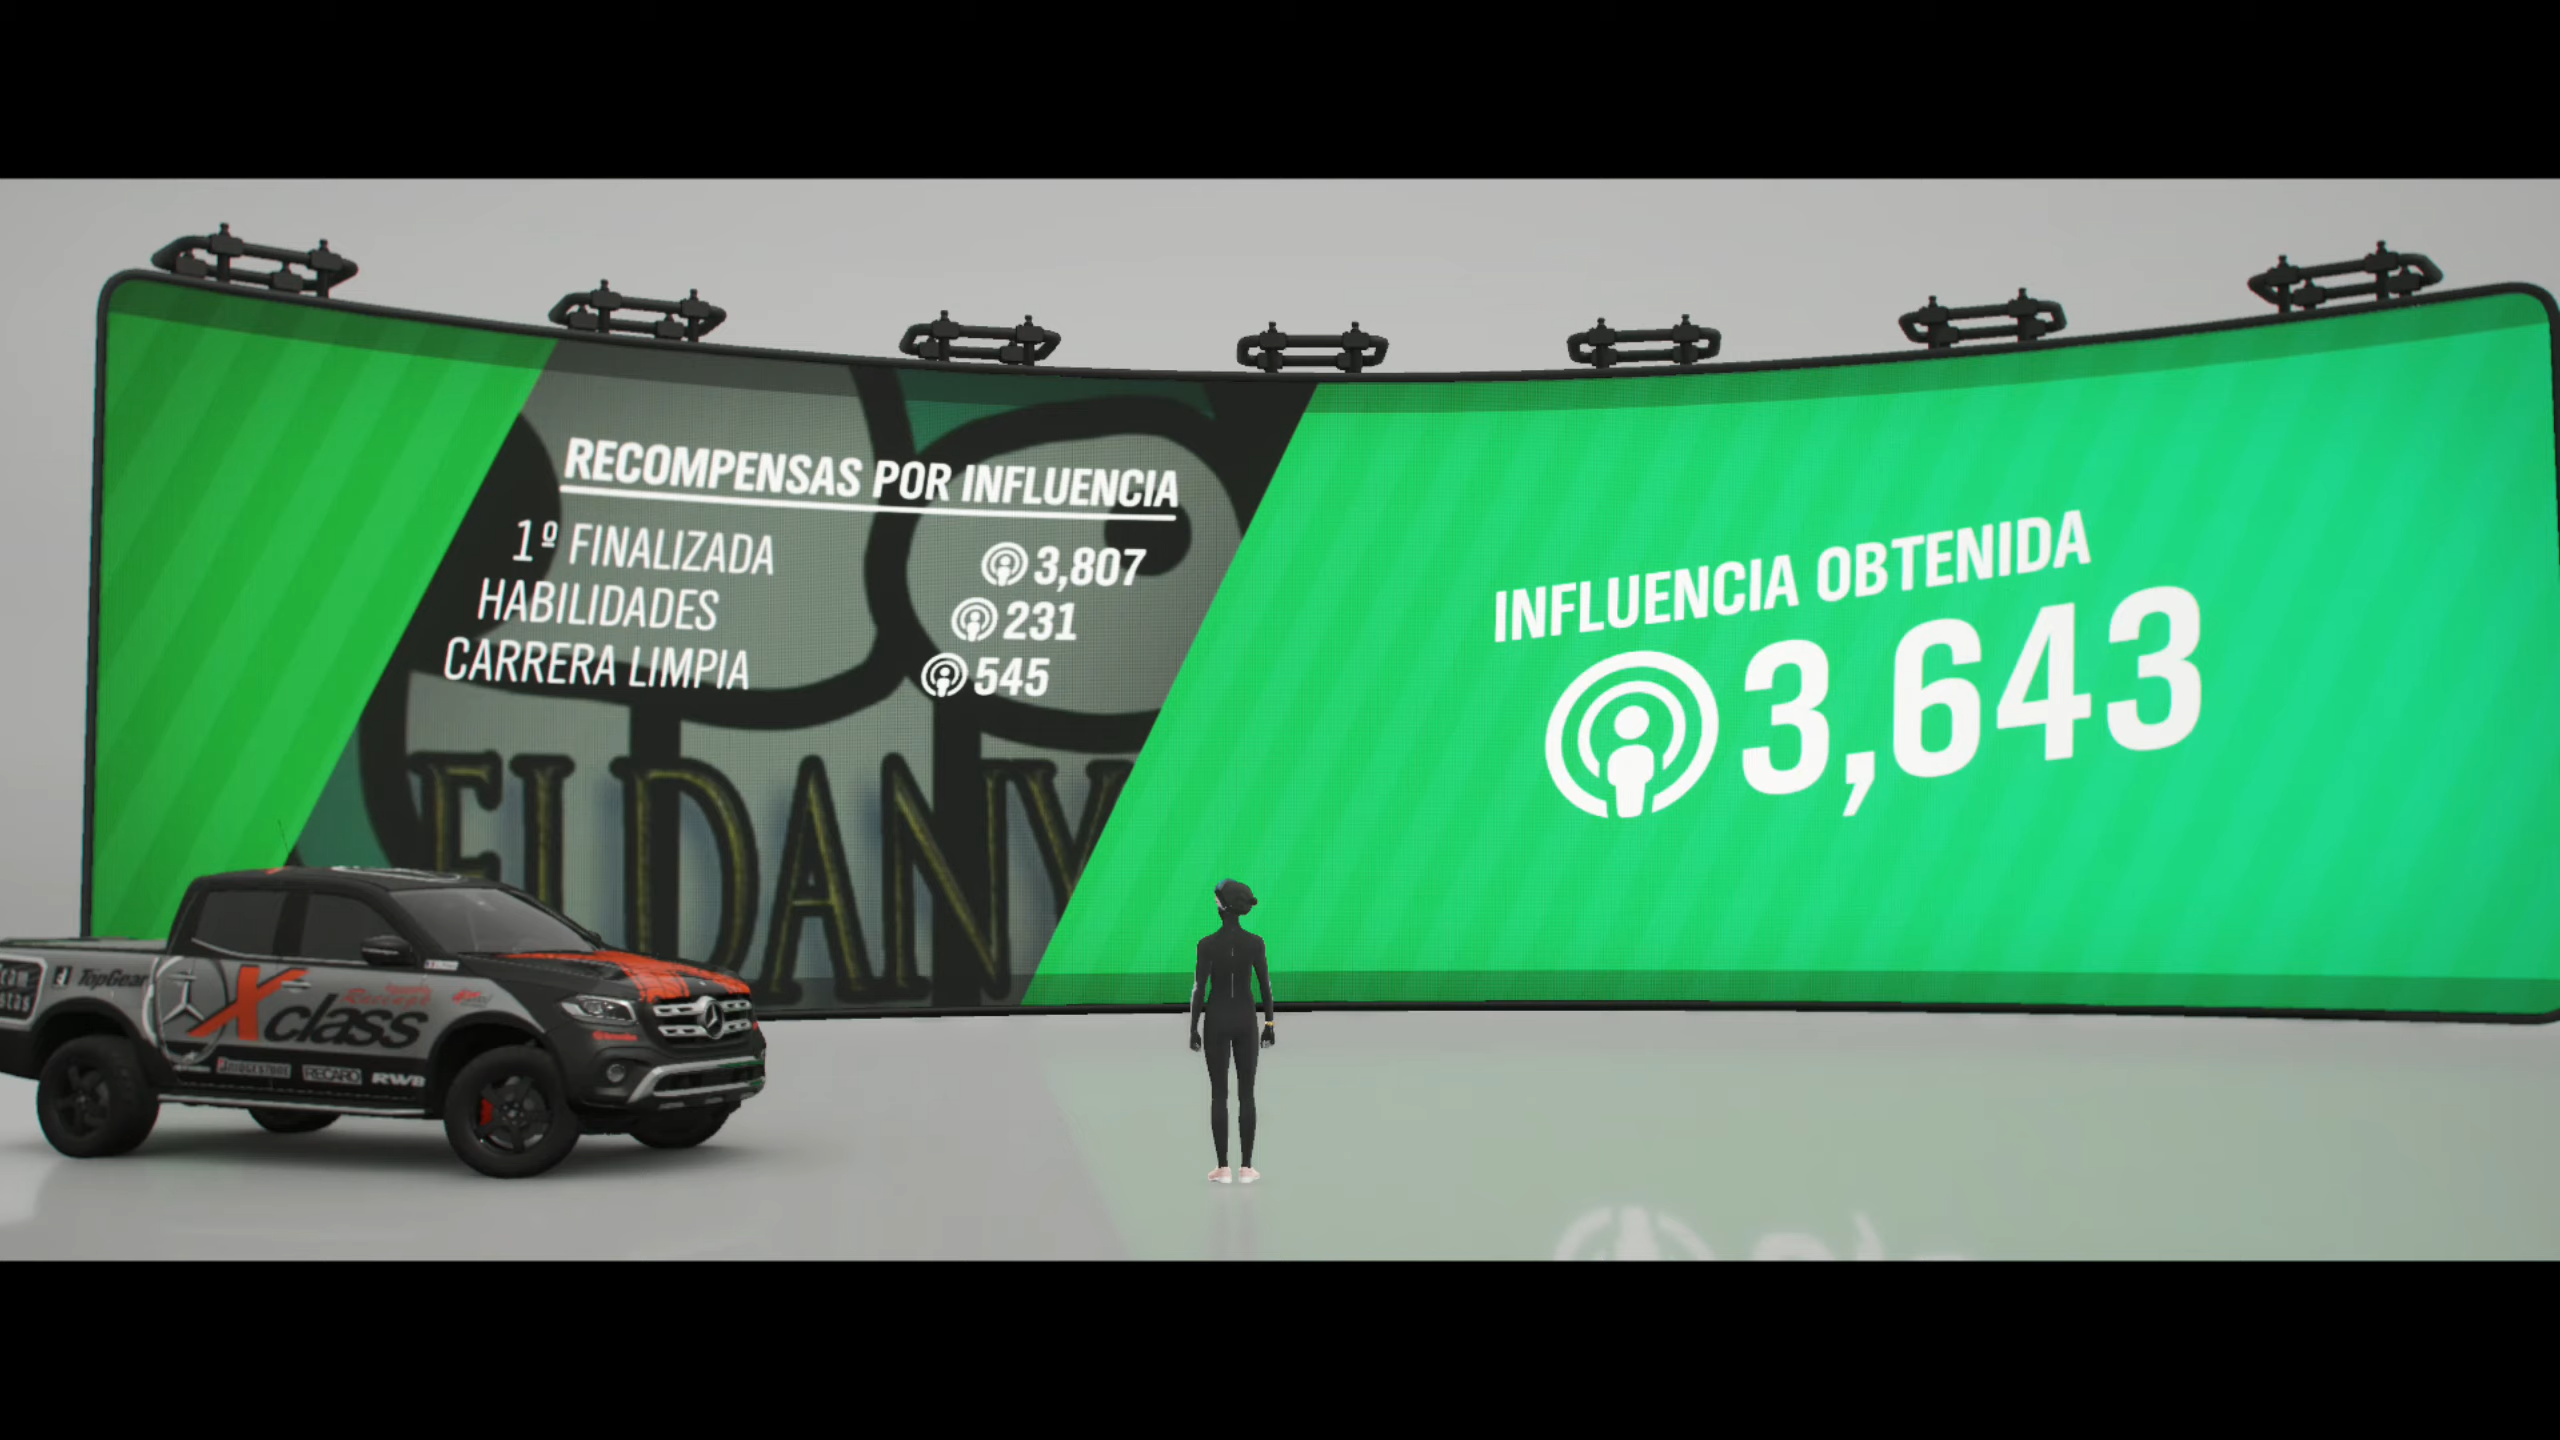 RECOMPENSAS POR INFLUENCIA
1º FINALIZADA 3,807
HABILIDADES 231
CARRERA LIMPIA 545
INFLUENCIA OBTENIDA
3,643
ELDANY
TopGear
Xclass
BRIDGESTONE RECARO RWB